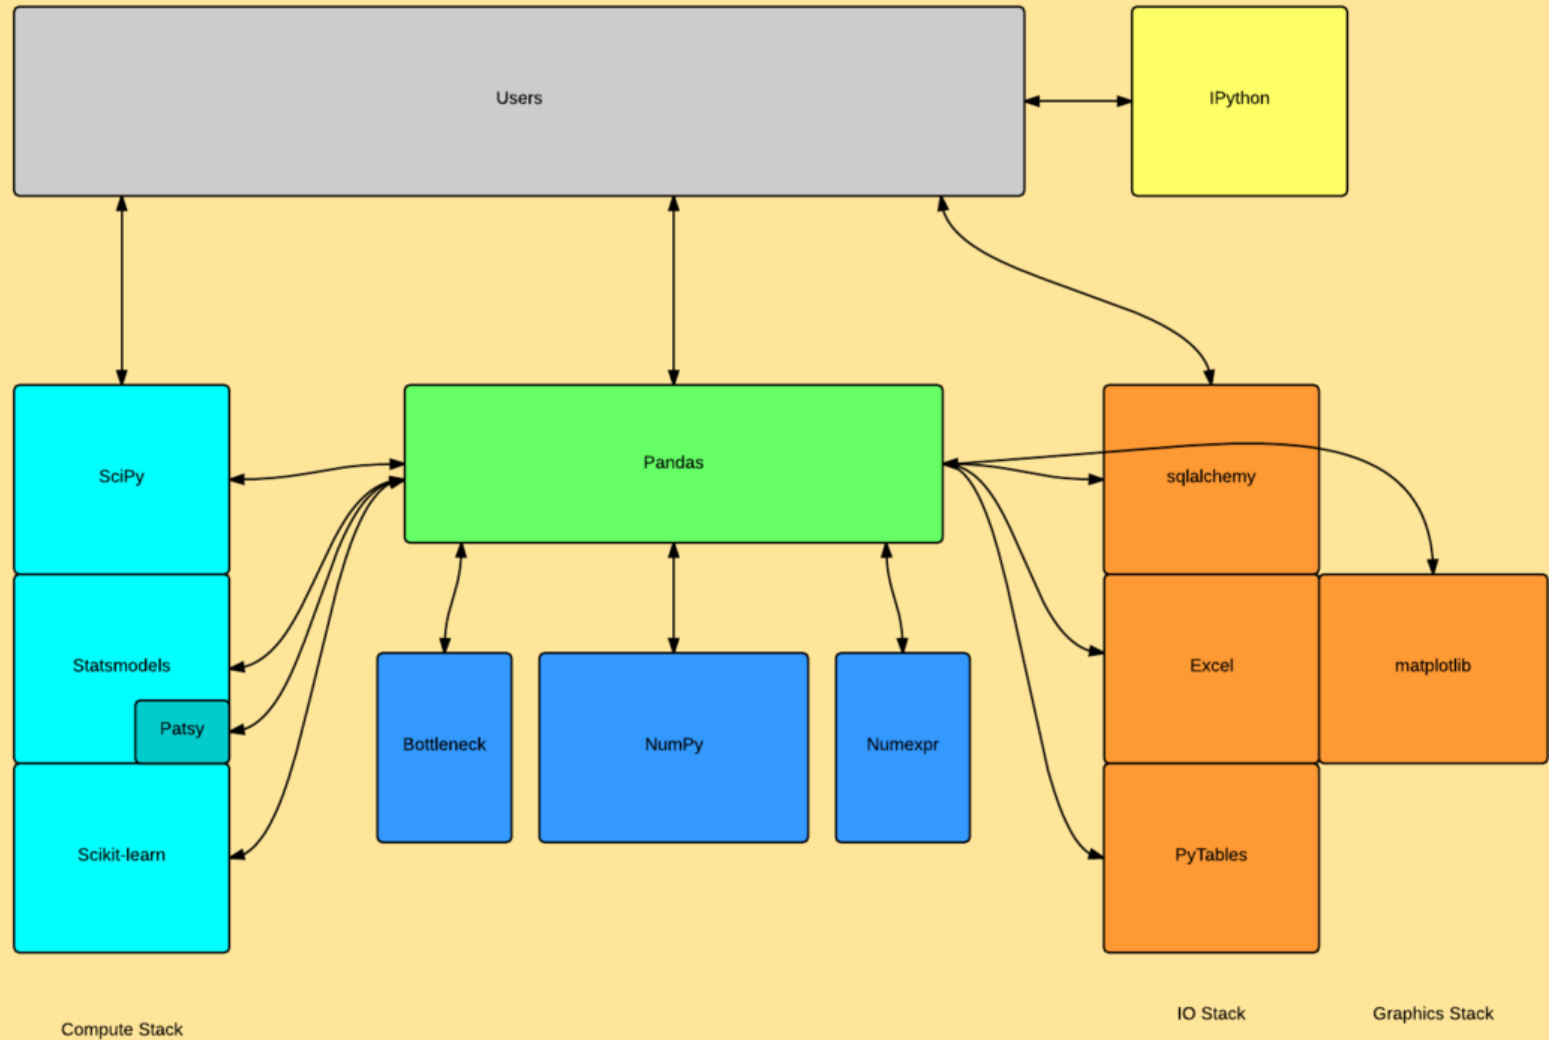 Users
IPython
SciPy
Pandas
sqlalchemy
Statsmodels
Patsy
Bottleneck
NumPy
Numexpr
Excel
matplotlib
Scikit-learn
PyTables
Compute Stack
IO Stack
Graphics Stack